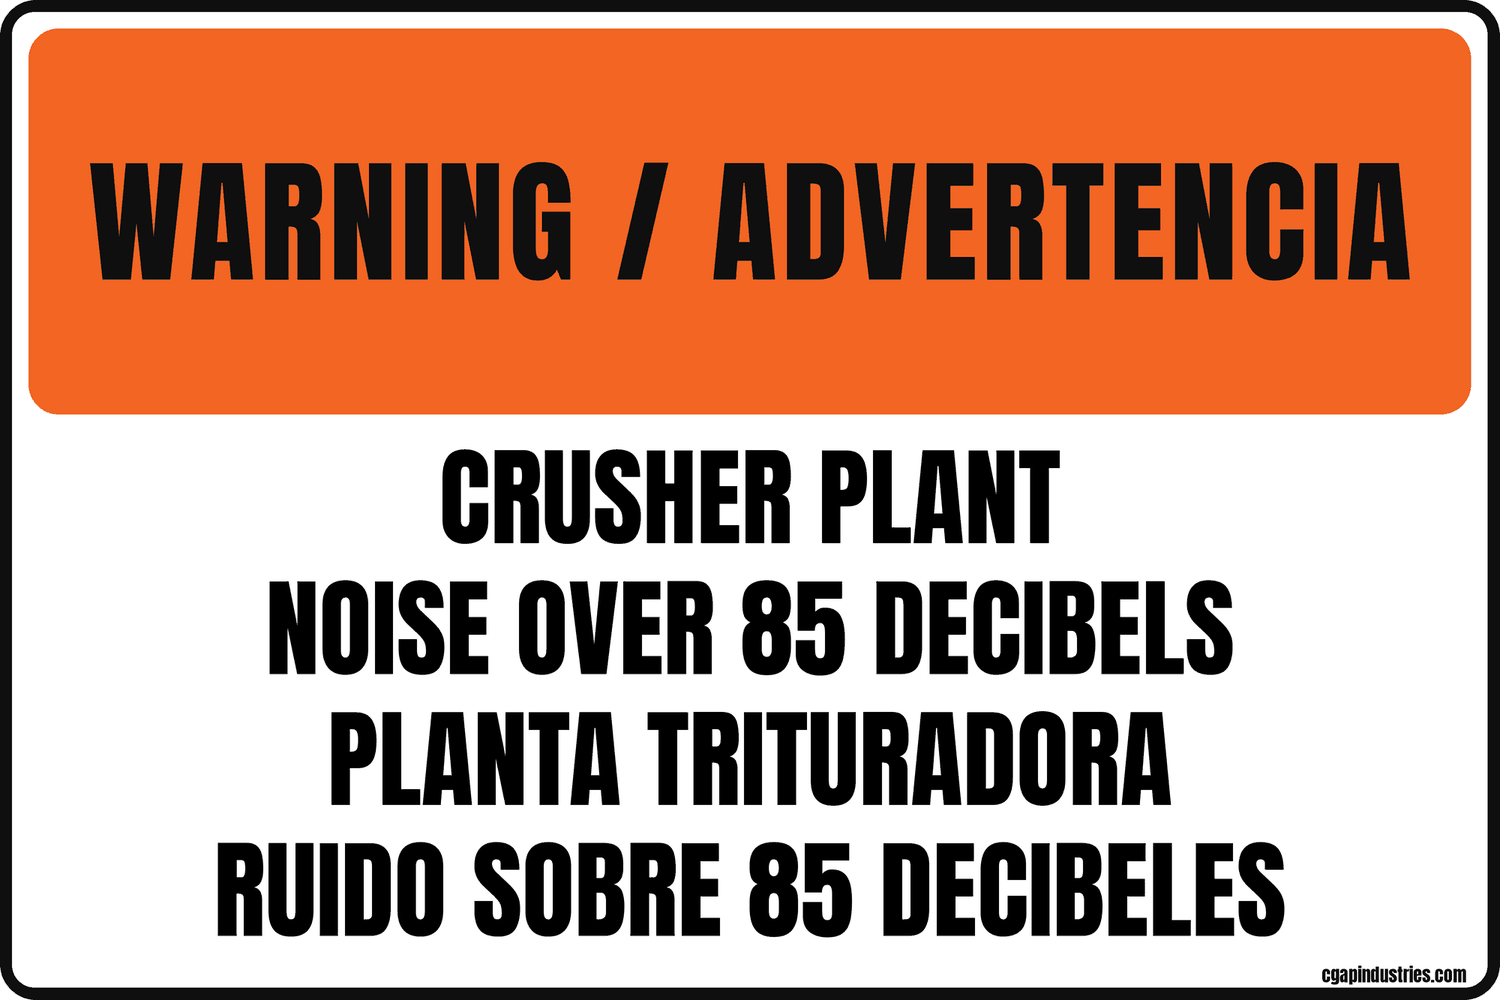 WARNING / ADVERTENCIA
CRUSHER PLANT
NOISE OVER 85 DECIBELS
PLANTA TRITURADORA
RUIDO SOBRE 85 DECIBELES
cgapindustries.com